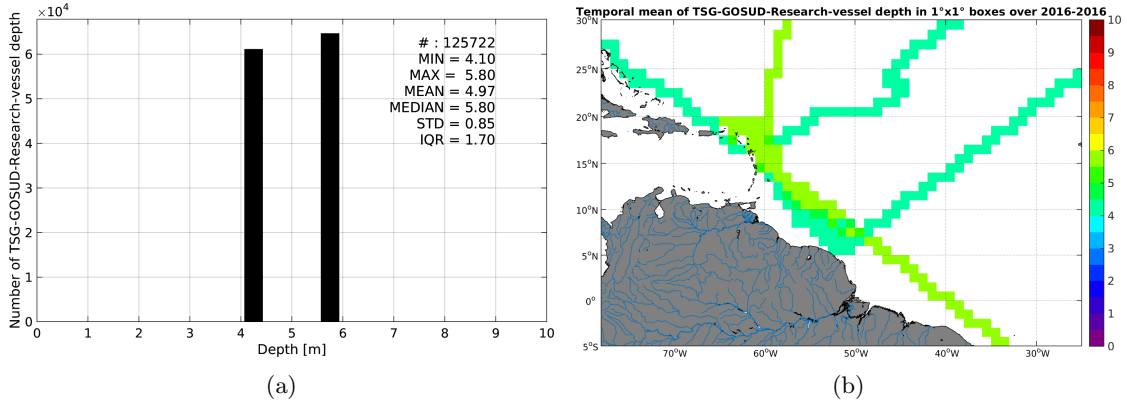 ×10⁴
6
5
4
3
2
1
0
0 1 2 3 4 5 6 7 8 9 10
Number of TSG-GOSUD-Research-vessel depth
Depth [m]
# : 125722
MIN = 4.10
MAX = 5.80
MEAN = 4.97
MEDIAN = 5.80
STD = 0.85
IQR = 1.70
(a)
Temporal mean of TSG-GOSUD-Research-vessel depth in 1°x1° boxes over 2016-2016
30°N
25°N
20°N
15°N
10°N
5°N
0°
5°S
70°W 60°W 50°W 40°W 30°W
10
9
8
7
6
5
4
3
2
1
0
(b)